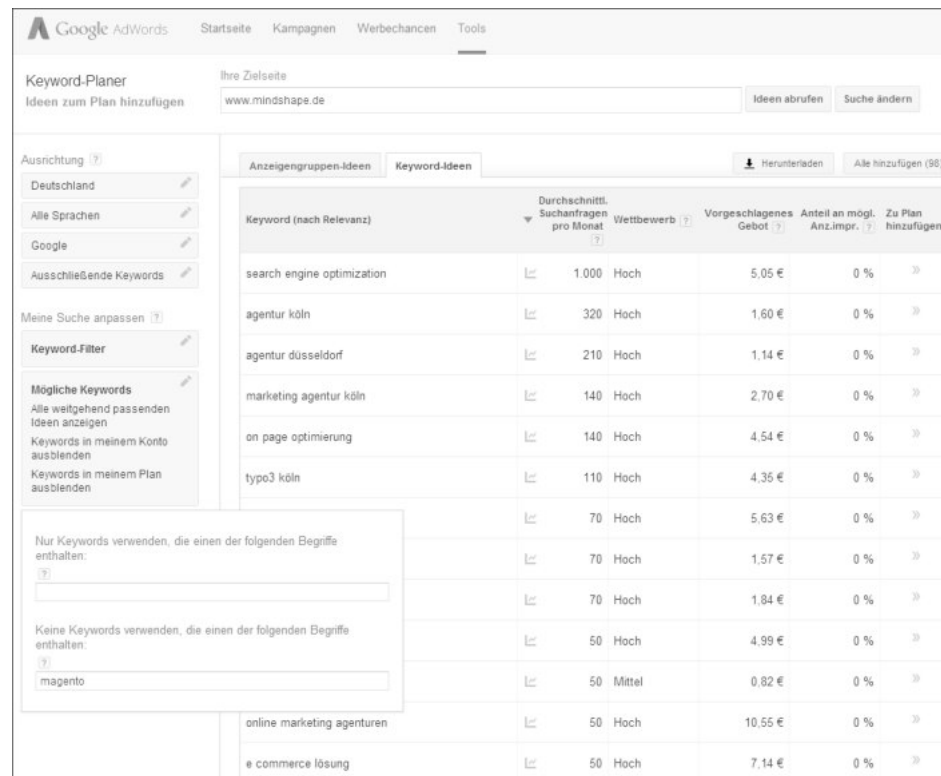 Google AdWords Startseite Kampagnen Werbechancen Tools
Keyword-Planer
Ideen zum Plan hinzufügen
Ihre Zielseite
www.mindshape.de Ideen abrufen Suche ändern
Ausrichtung ?
Deutschland
Alle Sprachen
Google
Ausschließende Keywords
Meine Suche anpassen ?
Keyword-Filter
Mögliche Keywords
Alle weitgehend passenden
Ideen anzeigen
Keywords in meinem Konto
ausblenden
Keywords in meinem Plan
ausblenden
Nur Keywords verwenden, die einen der folgenden Begriffe
enthalten:
?
Keine Keywords verwenden, die einen der folgenden Begriffe
enthalten:
?
magento
Anzeigengruppen-Ideen Keyword-Ideen Herunterladen Alle hinzufügen (98)
Keyword (nach Relevanz) Durchschnittl. Suchanfragen pro Monat ? Wettbewerb ? Vorgeschlagenes Gebot ? Anteil an mögl. Anz.impr. ? Zu Plan hinzufügen
search engine optimization 1.000 Hoch 5,05 € 0 % »
agentur köln 320 Hoch 1,60 € 0 % »
agentur düsseldorf 210 Hoch 1,14 € 0 % »
marketing agentur köln 140 Hoch 2,70 € 0 % »
on page optimierung 140 Hoch 4,54 € 0 % »
typo3 köln 110 Hoch 4,35 € 0 % »
70 Hoch 5,63 € 0 % »
70 Hoch 1,57 € 0 % »
70 Hoch 1,84 € 0 % »
50 Hoch 4,99 € 0 % »
50 Mittel 0,82 € 0 % »
online marketing agenturen 50 Hoch 10,55 € 0 % »
e commerce lösung 50 Hoch 7,14 € 0 % »